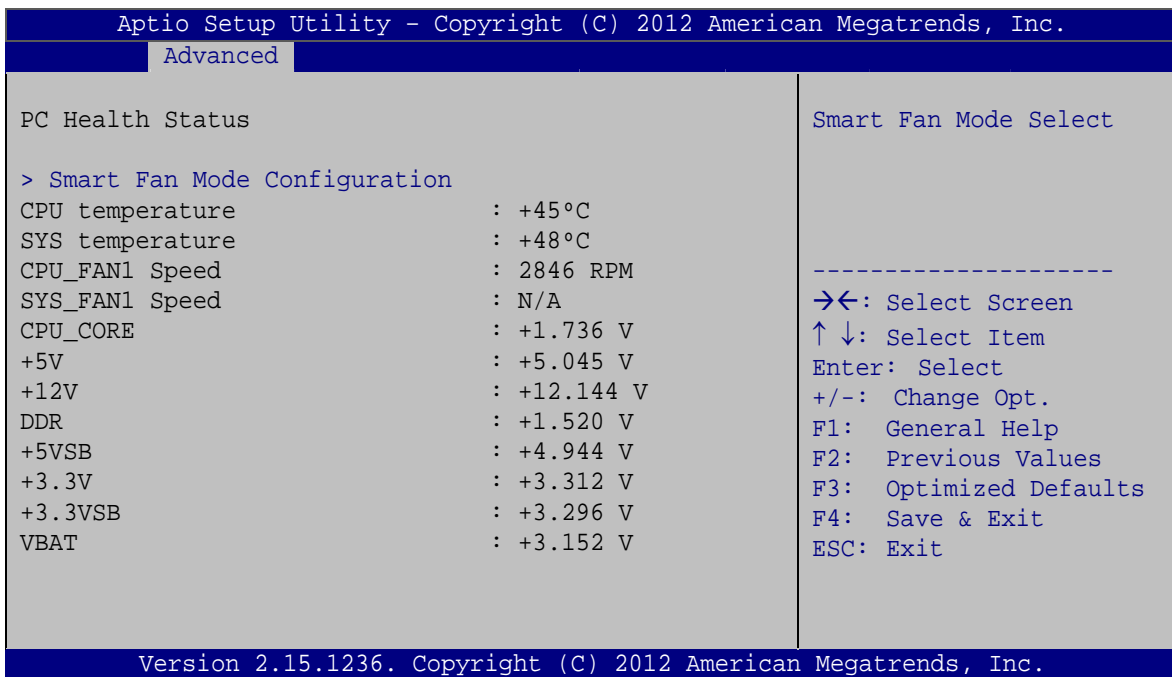 Aptio Setup Utility – Copyright (C) 2012 American Megatrends, Inc.
Advanced
PC Health Status
> Smart Fan Mode Configuration
CPU temperature : +45ºC
SYS temperature : +48ºC
CPU_FAN1 Speed : 2846 RPM
SYS_FAN1 Speed : N/A
CPU_CORE : +1.736 V
+5V : +5.045 V
+12V : +12.144 V
DDR : +1.520 V
+5VSB : +4.944 V
+3.3V : +3.312 V
+3.3VSB : +3.296 V
VBAT : +3.152 V
Smart Fan Mode Select
---------------------
→←: Select Screen
↑ ↓: Select Item
Enter: Select
+/-: Change Opt.
F1: General Help
F2: Previous Values
F3: Optimized Defaults
F4: Save & Exit
ESC: Exit
Version 2.15.1236. Copyright (C) 2012 American Megatrends, Inc.